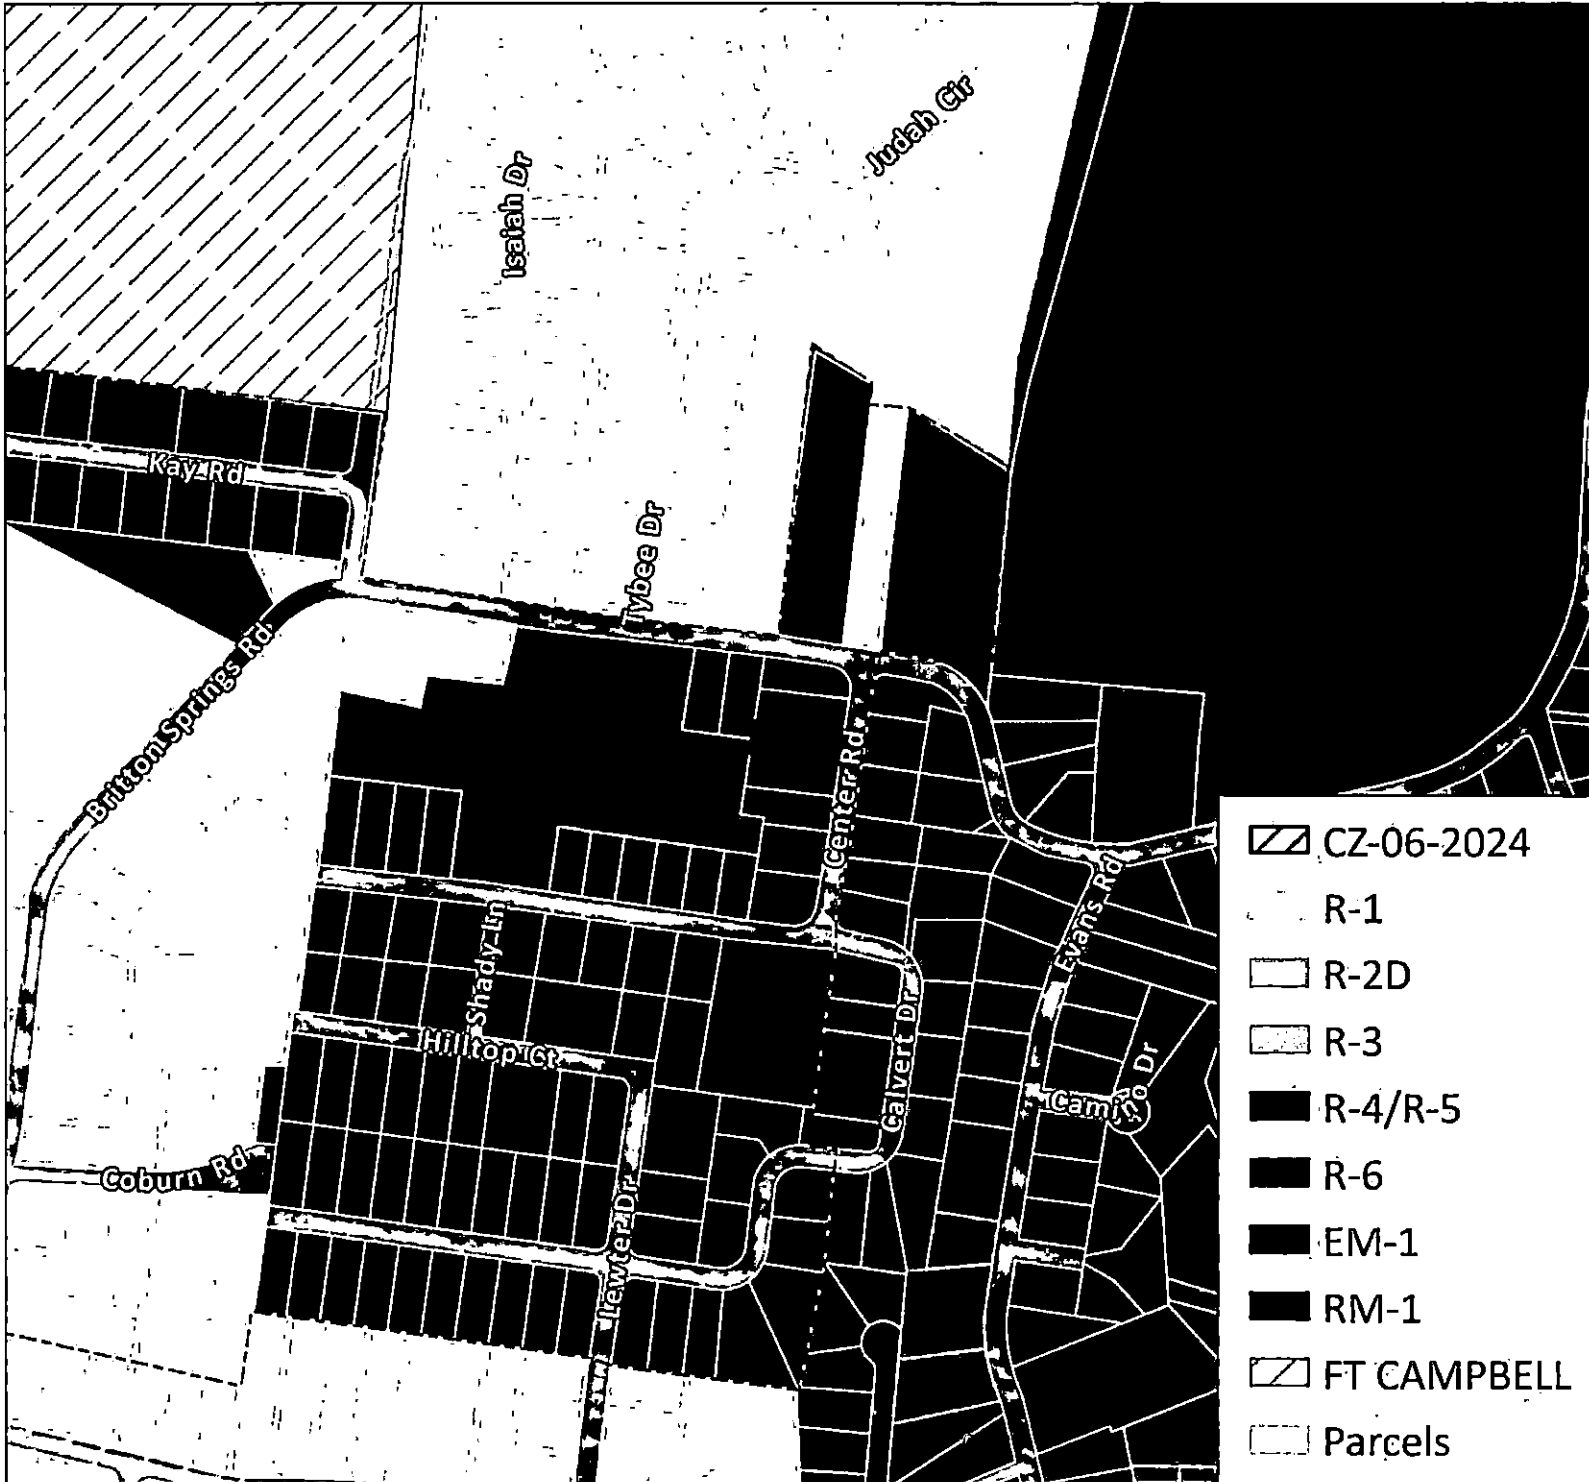 Judah Cir
Isaiah Dr
Kay Rd
Tybee Dr
Britton Springs Rd
Center Rd
CZ-06-2024
Evans Rd
R-1
Shady Ln
R-2D
Hilltop Ct
Calvert Dr
R-3
Dr
R-4/R-5
Coburn Rd
R-6
Lewter Dr
EM-1
RM-1
FT CAMPBELL
Parcels